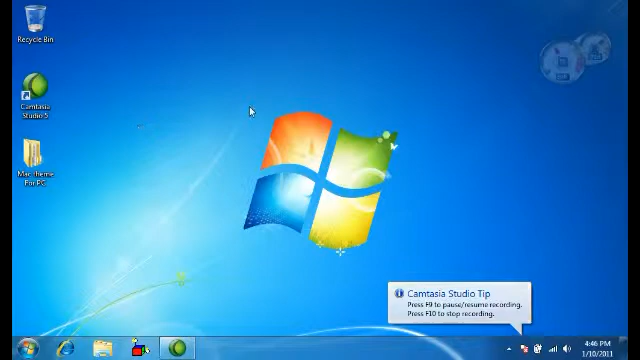 Recycle Bin
Camtasia
Studio 5
Mac theme
For PC
Camtasia Studio Tip
Press F9 to pause/resume recording.
Press F10 to stop recording.
4:46 PM
1/10/2011